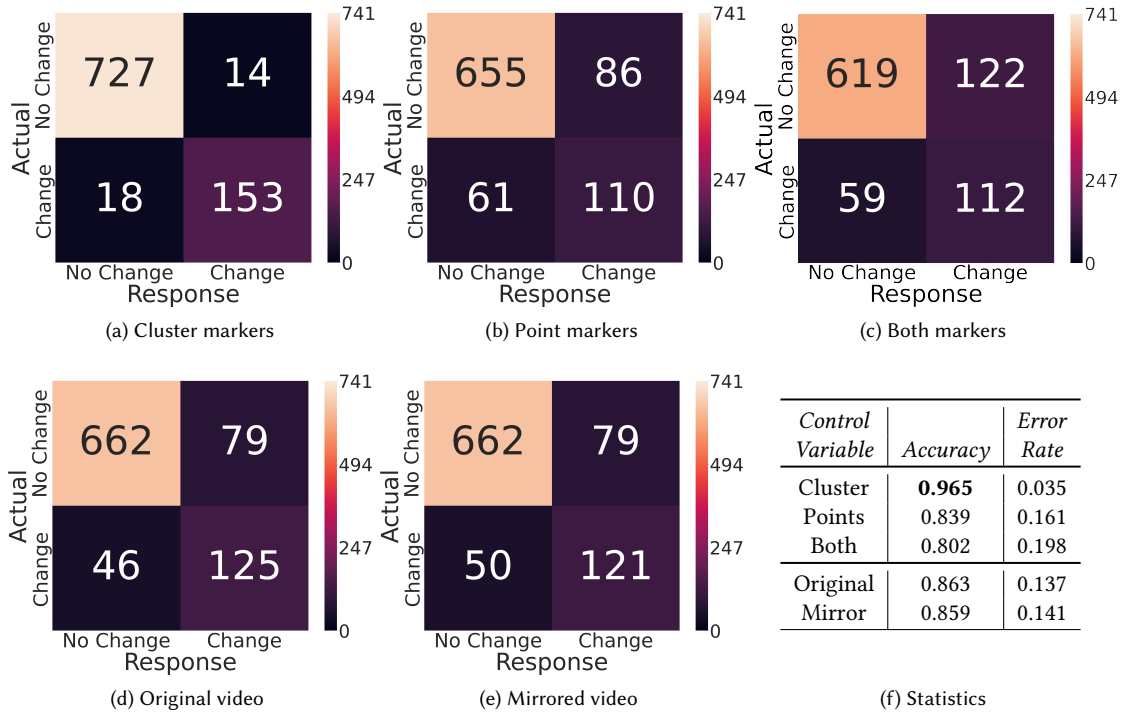 727 14
18 153
Actual
No Change
Change
No Change Change
Response
741
494
247
0
(a) Cluster markers
655 86
61 110
Actual
No Change
Change
No Change Change
Response
741
494
247
0
(b) Point markers
619 122
59 112
Actual
No Change
Change
No Change Change
Response
741
494
247
0
(c) Both markers
662 79
46 125
Actual
No Change
Change
No Change Change
Response
741
494
247
0
(d) Original video
662 79
50 121
Actual
No Change
Change
No Change Change
Response
741
494
247
0
(e) Mirrored video
Control Error
Variable Accuracy Rate
Cluster 0.965 0.035
Points 0.839 0.161
Both 0.802 0.198
Original 0.863 0.137
Mirror 0.859 0.141
(f) Statistics